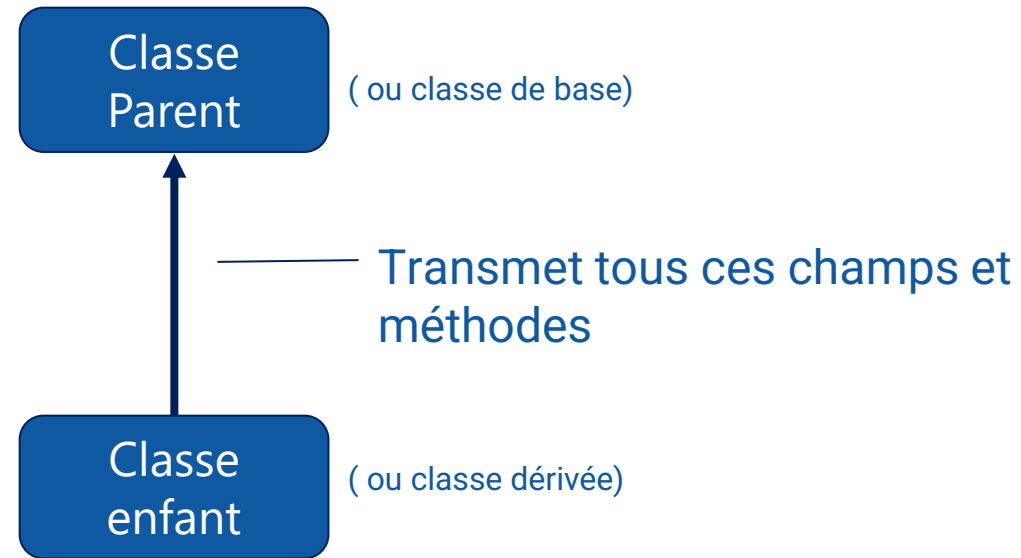 Classe
Parent
( ou classe de base)
Transmet tous ces champs et
méthodes
Classe
enfant
( ou classe dérivée)